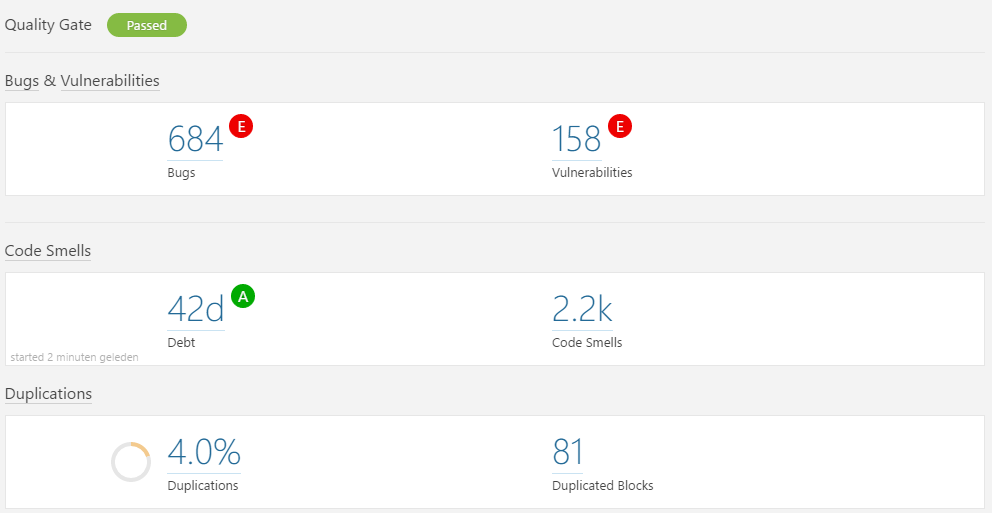 Quality Gate Passed
Bugs & Vulnerabilities
684 E 158 E
Bugs Vulnerabilities
Code Smells
42d A 2.2k
Debt Code Smells
started 2 minuten geleden
Duplications
4.0% 81
Duplications Duplicated Blocks